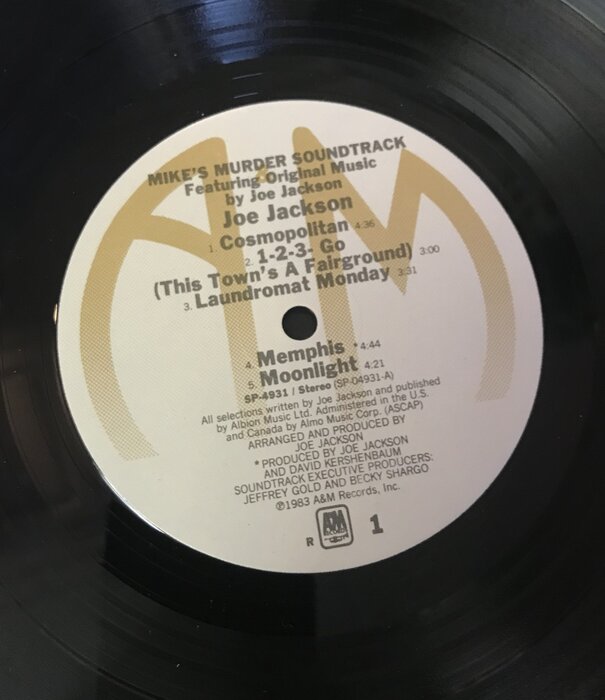 MIKE'S MURDER SOUNDTRACK
Featuring Original Music
by Joe Jackson
Joe Jackson
1. Cosmopolitan 4:36
2. 1-2-3- Go
(This Town's A Fairground) 3:00
3. Laundromat Monday 3:31
4. Memphis *4:44
5. Moonlight 4:21
SP-4931 / Stereo (SP-04931-A)
All selections written by Joe Jackson and published
by Albion Music Ltd. Administered in the U.S.
and Canada by Almo Music Corp. (ASCAP)
ARRANGED AND PRODUCED BY
JOE JACKSON
*PRODUCED BY JOE JACKSON
AND DAVID KERSHENBAUM
SOUNDTRACK EXECUTIVE PRODUCERS:
JEFFREY GOLD AND BECKY SHARGO
℗1983 A&M Records, Inc.
R A&M RECORDS 1